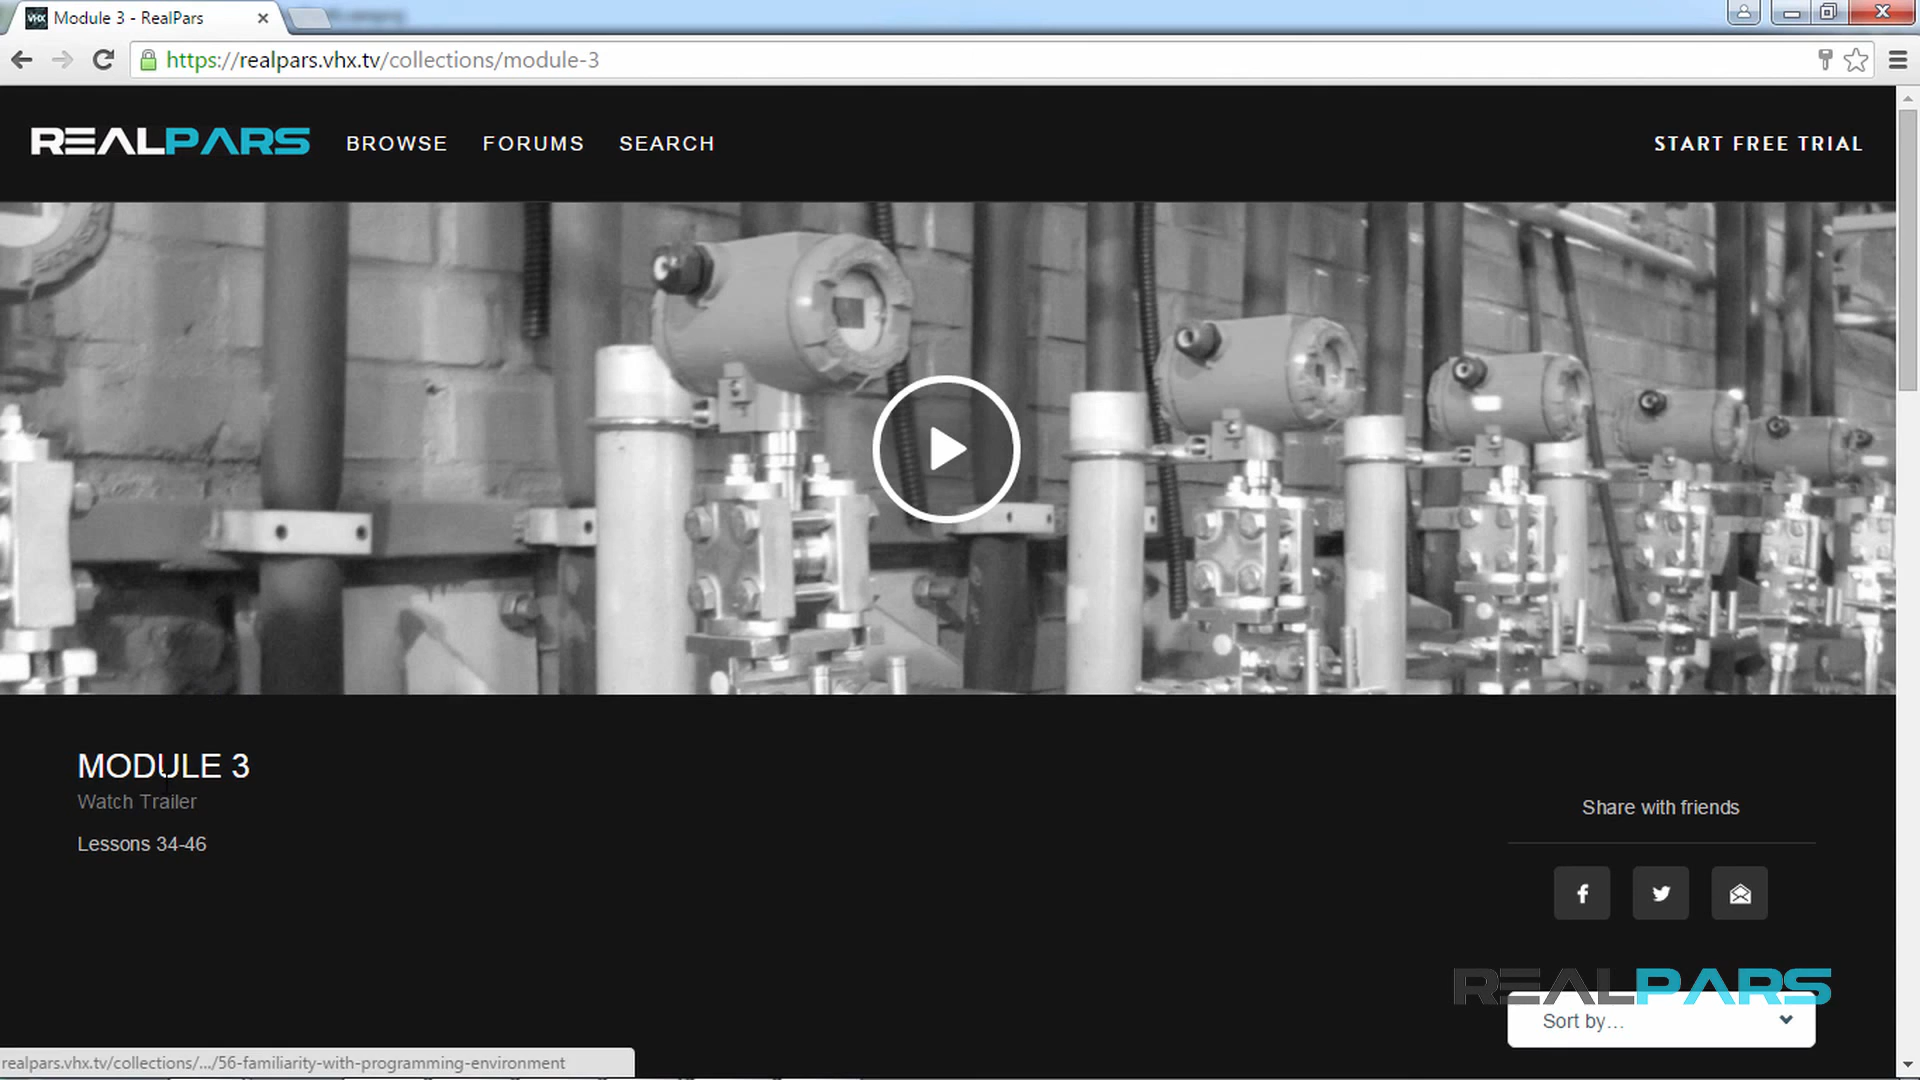 VHX Module 3 - RealPars
https://realpars.vhx.tv/collections/module-3
REALPARS BROWSE FORUMS SEARCH START FREE TRIAL
MODULE 3
Watch Trailer
Lessons 34-46
Share with friends
REALPARS
Sort by...
realpars.vhx.tv/collections/.../56-familiarity-with-programming-environment